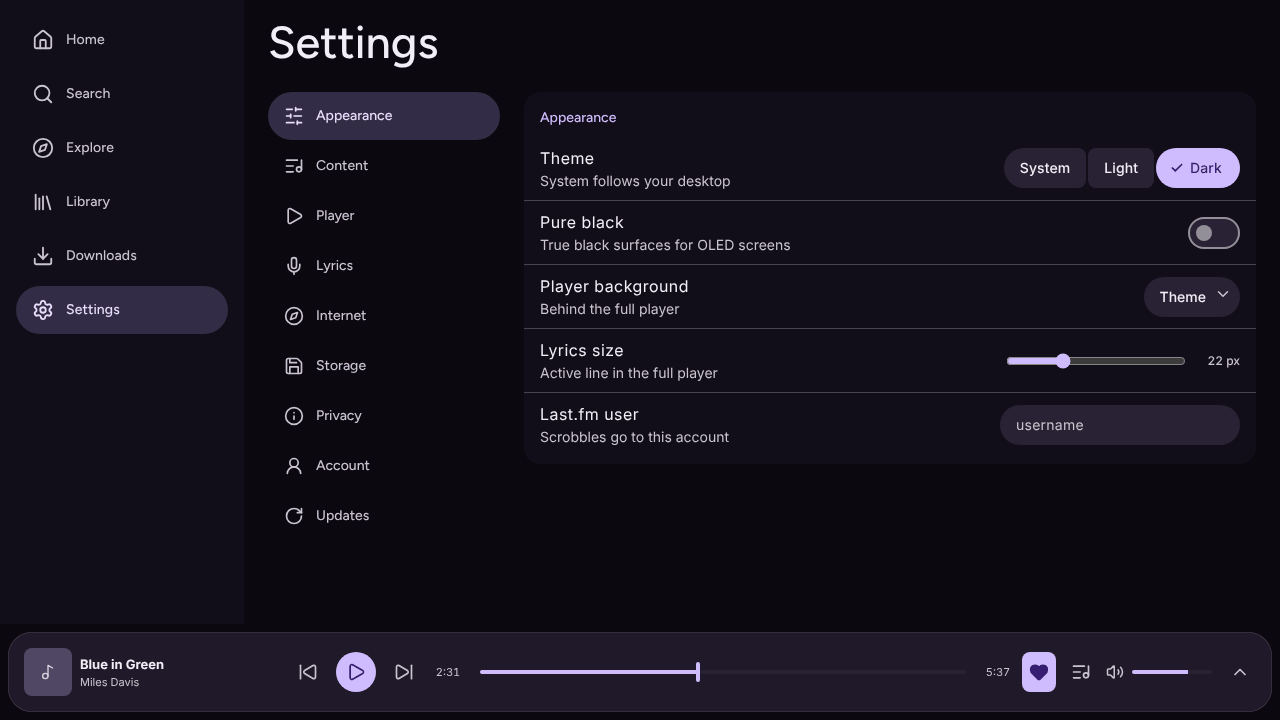 Home
Search
Explore
Library
Downloads
Settings
Settings
Appearance
Content
Player
Lyrics
Internet
Storage
Privacy
Account
Updates
Appearance
Theme
System follows your desktop
System
Light
Dark
Pure black
True black surfaces for OLED screens
Player background
Behind the full player
Theme
Lyrics size
Active line in the full player
22 px
Last.fm user
Scrobbles go to this account
username
Blue in Green
Miles Davis
2:31
5:37